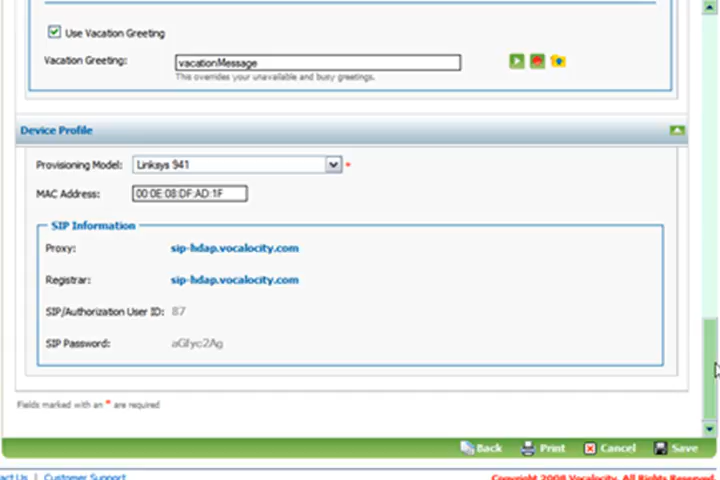 Use Vacation Greeting
Vacation Greeting: vacationMessage
This overrides your unavailable and busy greetings.
Device Profile
Provisioning Model: Linksys 941 *
MAC Address: 00:0E:08:DF:AD:1F
SIP Information
Proxy: sip-hdap.vocalocity.com
Registrar: sip-hdap.vocalocity.com
SIP/Authorization User ID: 87
SIP Password:
Fields marked with an * are required
Back Print Cancel Save
act Us | Customer Support Copyright 2008 Vocalocity. All Rights Reserved.